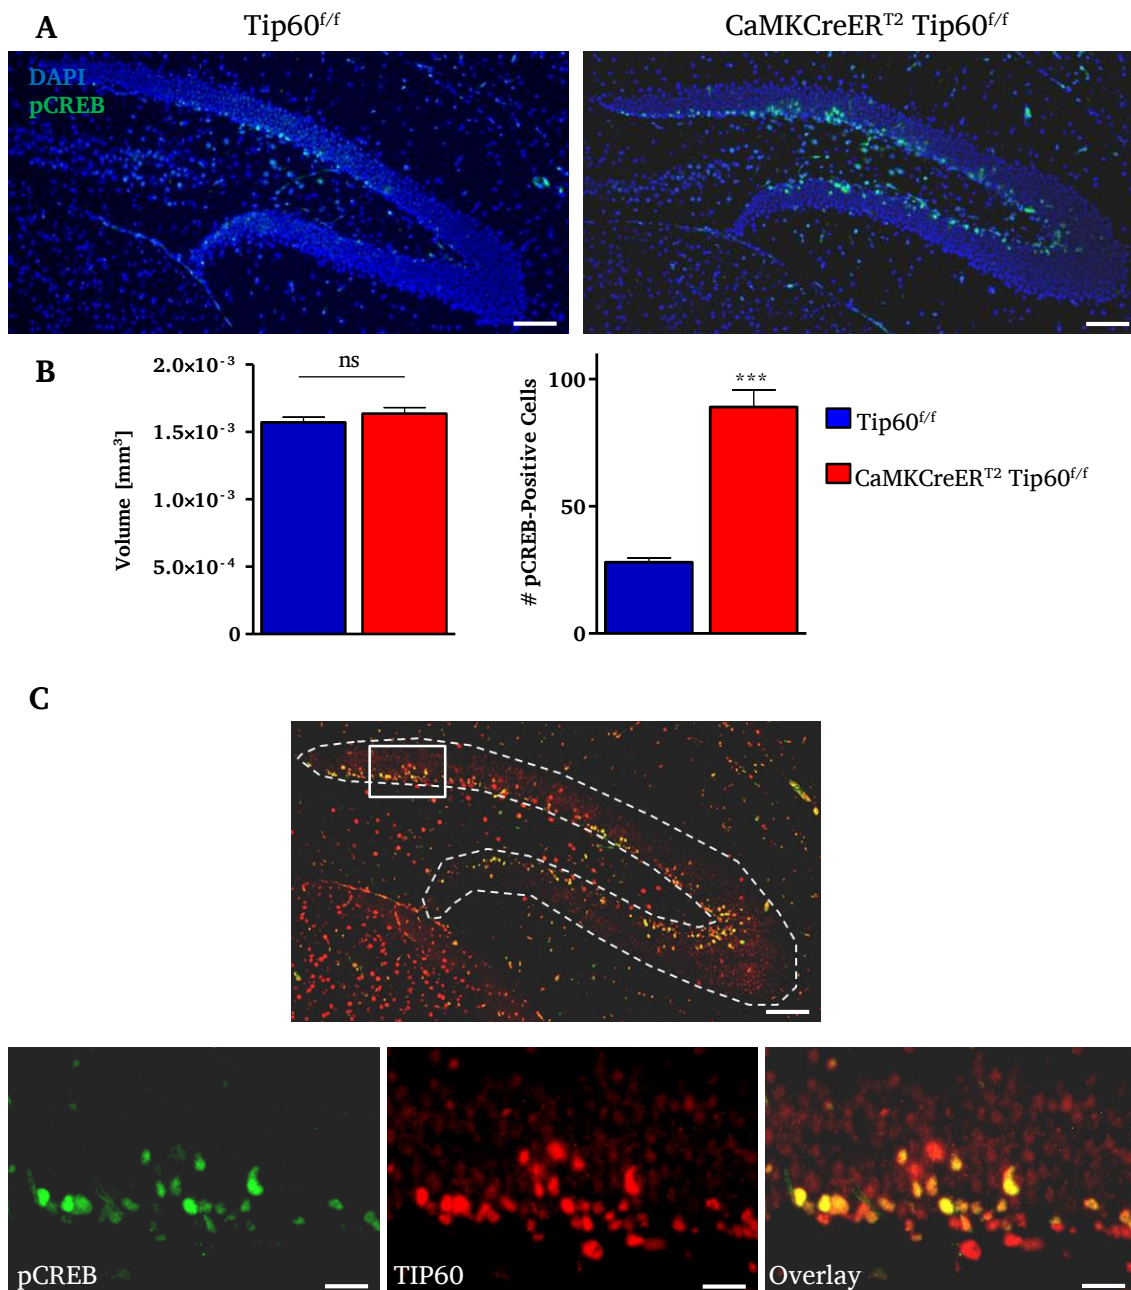 A
Tip60f/f
CaMKCreERT2 Tip60f/f
DAPI
pCREB
B
2.0×10-3
1.5×10-3
1.0×10-3
5.0×10-4
0
Volume [mm³]
ns
100
50
0
# pCREB-Positive Cells
***
Tip60f/f
CaMKCreERT2 Tip60f/f
C
pCREB
TIP60
Overlay